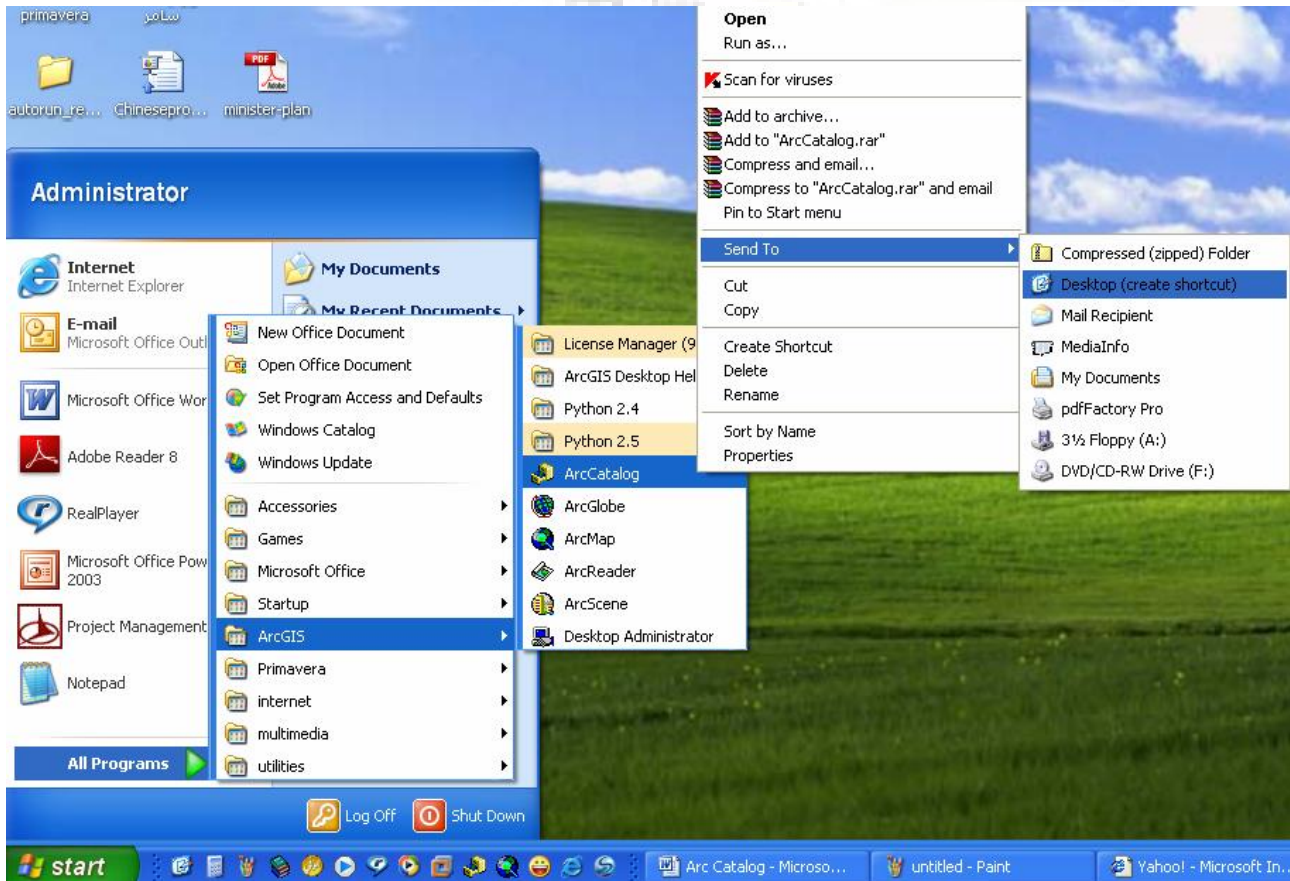 primavera
سامر
autorun_re...
Chinesepro...
minister-plan
Administrator
Internet
Internet Explorer
E-mail
Microsoft Office Outl
Microsoft Office Wor
Adobe Reader 8
RealPlayer
Microsoft Office Pow
2003
Project Management
Notepad
All Programs
My Documents
My Recent Documents
New Office Document
Open Office Document
Set Program Access and Defaults
Windows Catalog
Windows Update
Accessories
Games
Microsoft Office
Startup
ArcGIS
Primavera
internet
multimedia
utilities
License Manager (9
ArcGIS Desktop Hel
Python 2.4
Python 2.5
ArcCatalog
ArcGlobe
ArcMap
ArcReader
ArcScene
Desktop Administrator
Open
Run as...
Scan for viruses
Add to archive...
Add to "ArcCatalog.rar"
Compress and email...
Compress to "ArcCatalog.rar" and email
Pin to Start menu
Send To
Cut
Copy
Create Shortcut
Delete
Rename
Sort by Name
Properties
Compressed (zipped) Folder
Desktop (create shortcut)
Mail Recipient
MediaInfo
My Documents
pdfFactory Pro
3½ Floppy (A:)
DVD/CD-RW Drive (F:)
Log Off
Shut Down
start
Arc Catalog - Microso...
untitled - Paint
Yahoo! - Microsoft In...